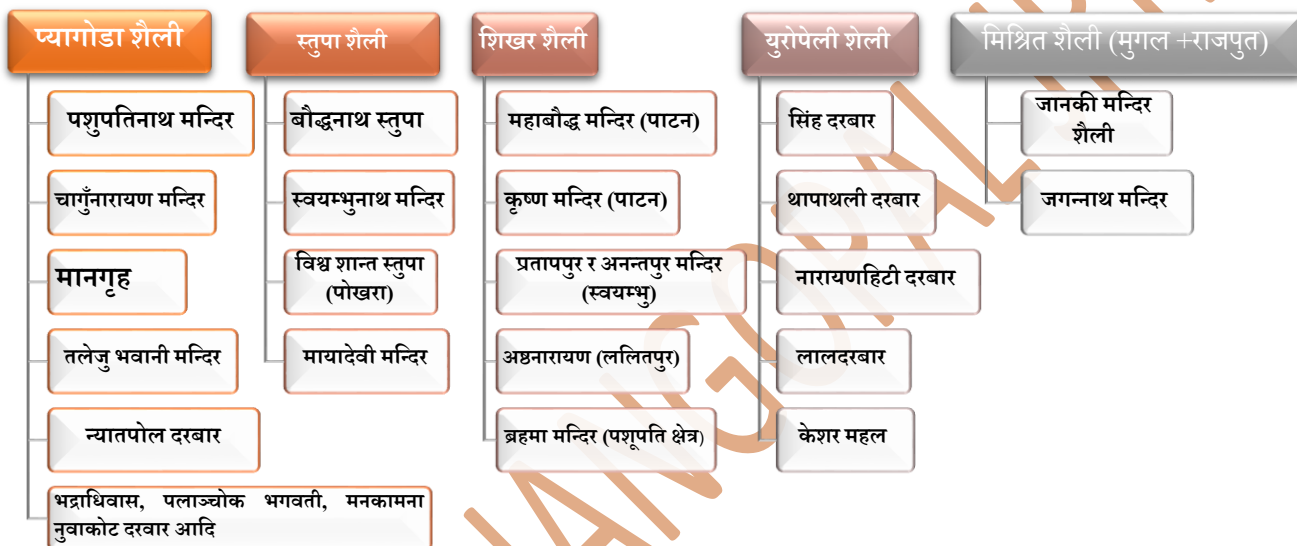 प्यागोडा शैली
पशुपतिनाथ मन्दिर
चागुँनारायण मन्दिर
मानगृह
तलेजु भवानी मन्दिर
न्यातपोल दरबार
भद्राधिवास, पलाञ्चोक भगवती, मनकामना
नुवाकोट दरवार आदि
स्तुपा शैली
बौद्धनाथ स्तुपा
स्वयम्भुनाथ मन्दिर
विश्व शान्त स्तुपा
(पोखरा)
मायादेवी मन्दिर
शिखर शैली
महाबौद्ध मन्दिर (पाटन)
कृष्ण मन्दिर (पाटन)
प्रतापपुर र अनन्तपुर मन्दिर
(स्वयम्भु)
अष्ठनारायण (ललितपुर)
ब्रहमा मन्दिर (पशूपति क्षेत्र)
युरोपेली शेली
सिंह दरबार
थापाथली दरबार
नारायणहिटी दरबार
लालदरबार
केशर महल
मिश्रित शैली (मुगल +राजपुत)
जानकी मन्दिर
शैली
जगन्नाथ मन्दिर